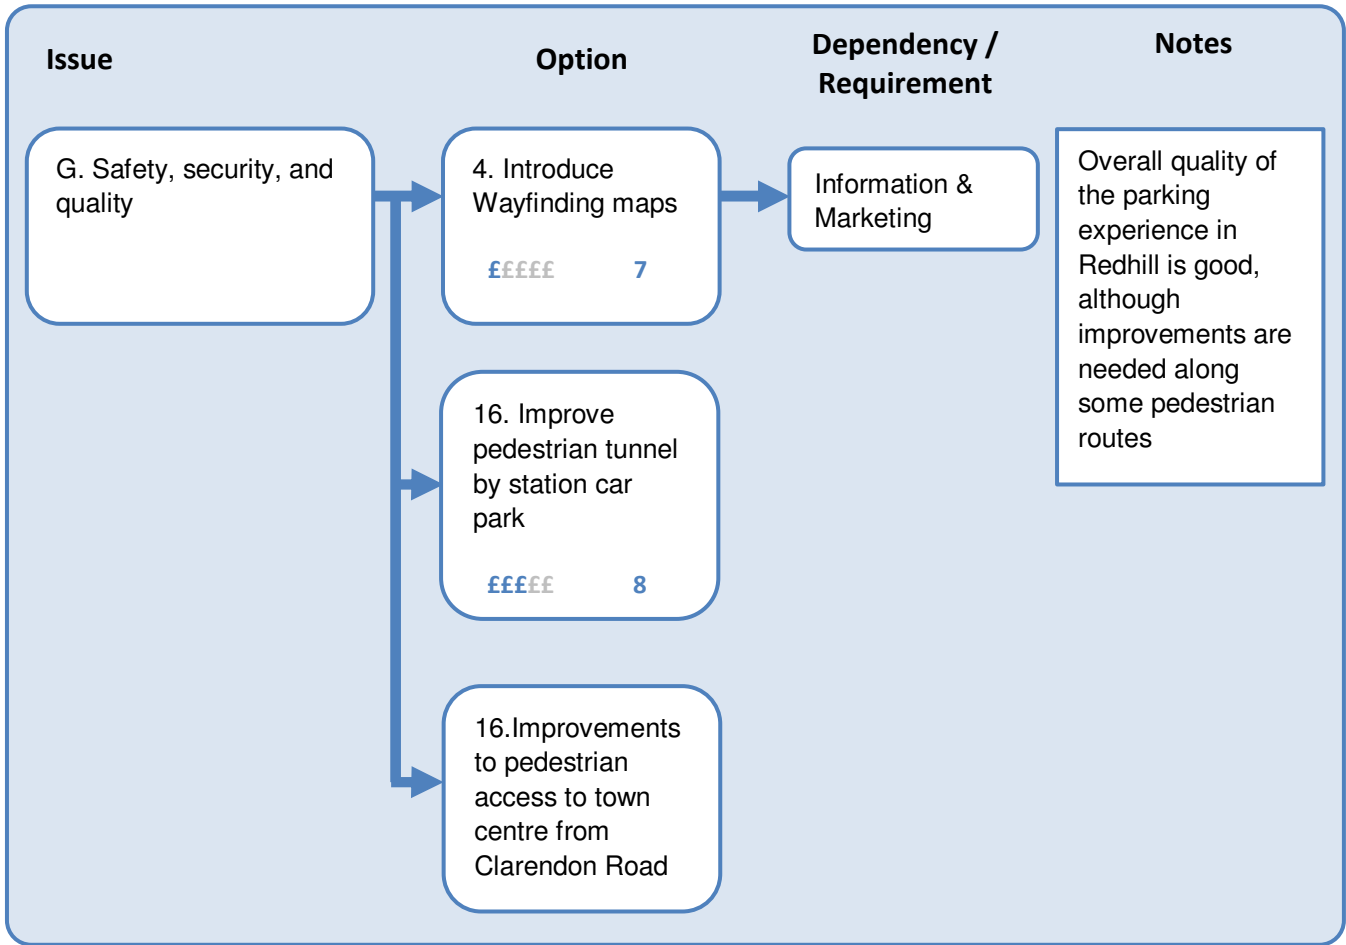 Issue
Option
Dependency /
Requirement
Notes
G. Safety, security, and
quality
4. Introduce
Wayfinding maps
£££££ 7
Information &
Marketing
Overall quality of
the parking
experience in
Redhill is good,
although
improvements are
needed along
some pedestrian
routes
16. Improve
pedestrian tunnel
by station car
park
£££££ 8
16.Improvements
to pedestrian
access to town
centre from
Clarendon Road